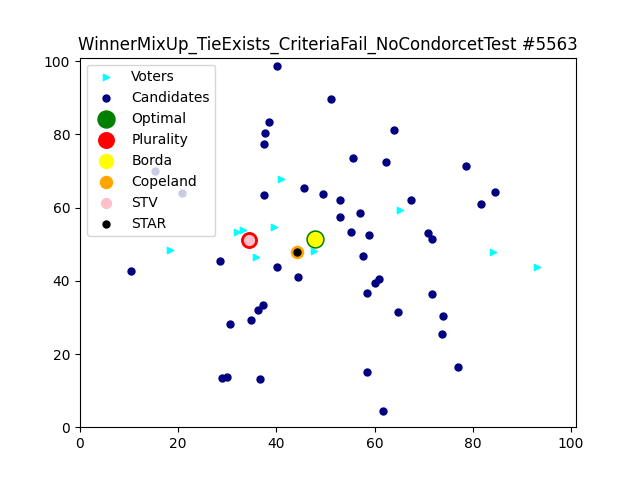 WinnerMixUp_TieExists_CriteriaFail_NoCondorcetTest #5563
100
80
60
40
20
0
Voters
Candidates
Optimal
Plurality
Borda
Copeland
STV
STAR
0 20 40 60 80 100